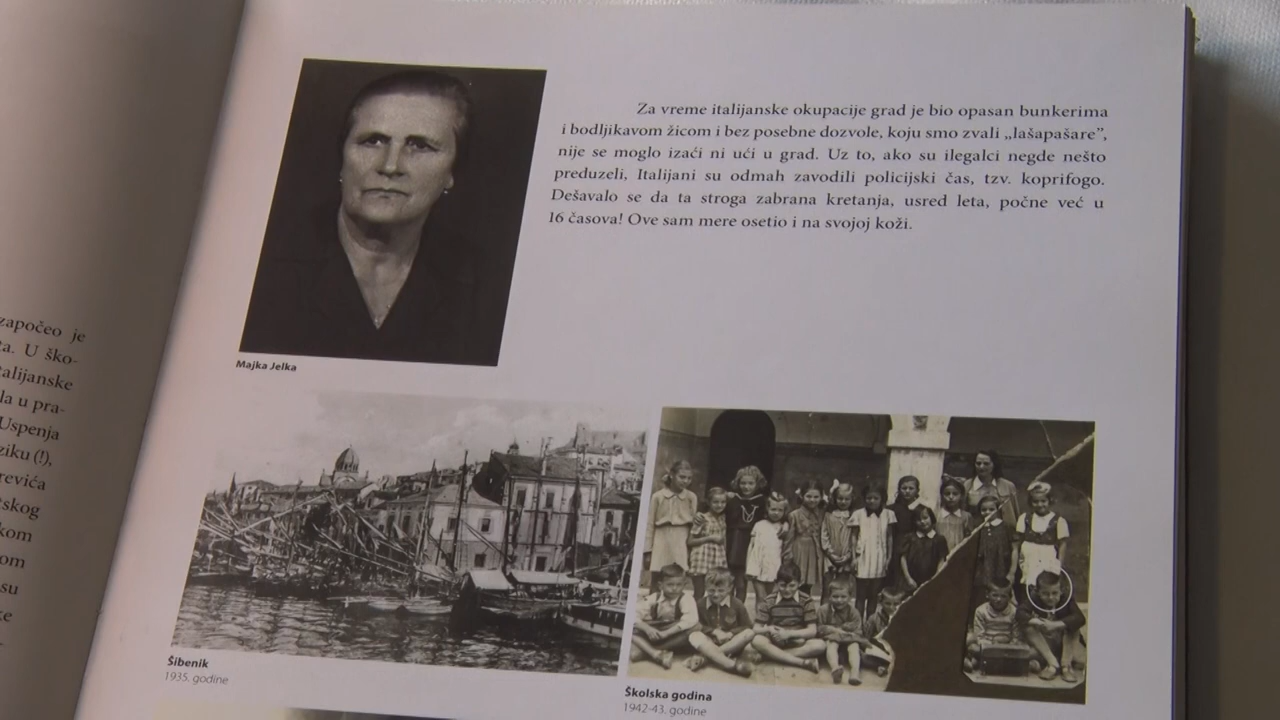 započeo je
ta. U ško-
talijanske
la u pra-
Uspenja
ziku (!),
revića
tskog
kom
om
su
ke
Za vreme italijanske okupacije grad je bio opasan bunkerima
i bodljikavom žicom i bez posebne dozvole, koju smo zvali „lašapašare”,
nije se moglo izaći ni ući u grad. Uz to, ako su ilegalci negde nešto
preduzeli, Italijani su odmah zavodili policijski čas, tzv. koprifogo.
Dešavalo se da ta stroga zabrana kretanja, usred leta, počne već u
16 časova! Ove sam mere osetio i na svojoj koži.
Majka Jelka
Šibenik
1935. godine
Školska godina
1942-43. godine